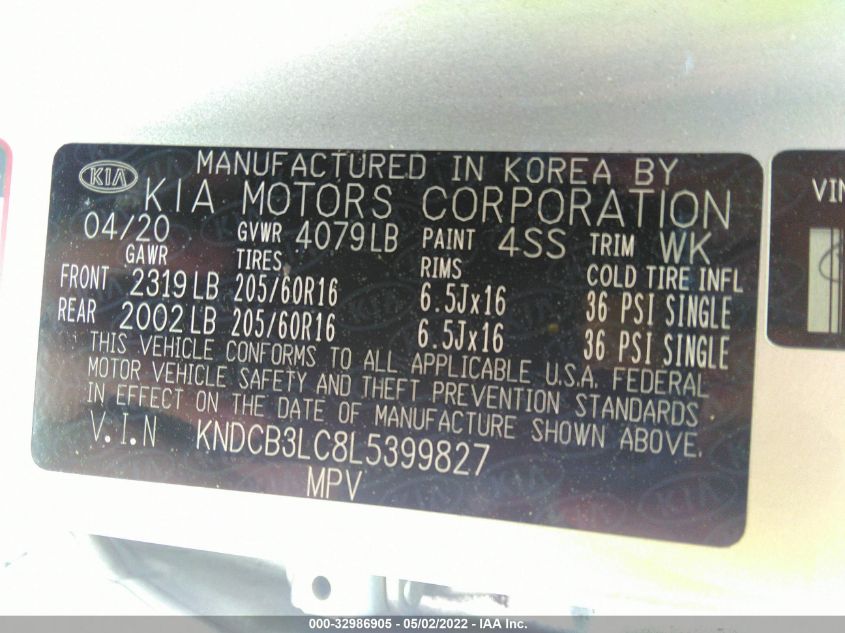 MANUFACTURED IN KOREA BY
KIA KIA MOTORS CORPORATION
04/20 GVWR 4079LB PAINT 4SS TRIM WK
GAWR TIRES RIMS COLD TIRE INFL
FRONT 2319LB 205/60R16 6.5Jx16 36 PSI SINGLE
REAR 2002LB 205/60R16 6.5Jx16 36 PSI SINGLE
THIS VEHICLE CONFORMS TO ALL APPLICABLE U.S.A. FEDERAL
MOTOR VEHICLE SAFETY AND THEFT PREVENTION STANDARDS
IN EFFECT ON THE DATE OF MANUFACTURE SHOWN ABOVE.
V.I.N KNDCB3LC8L5399827
MPV
VIN
000-32986905 - 05/02/2022 - IAA Inc.